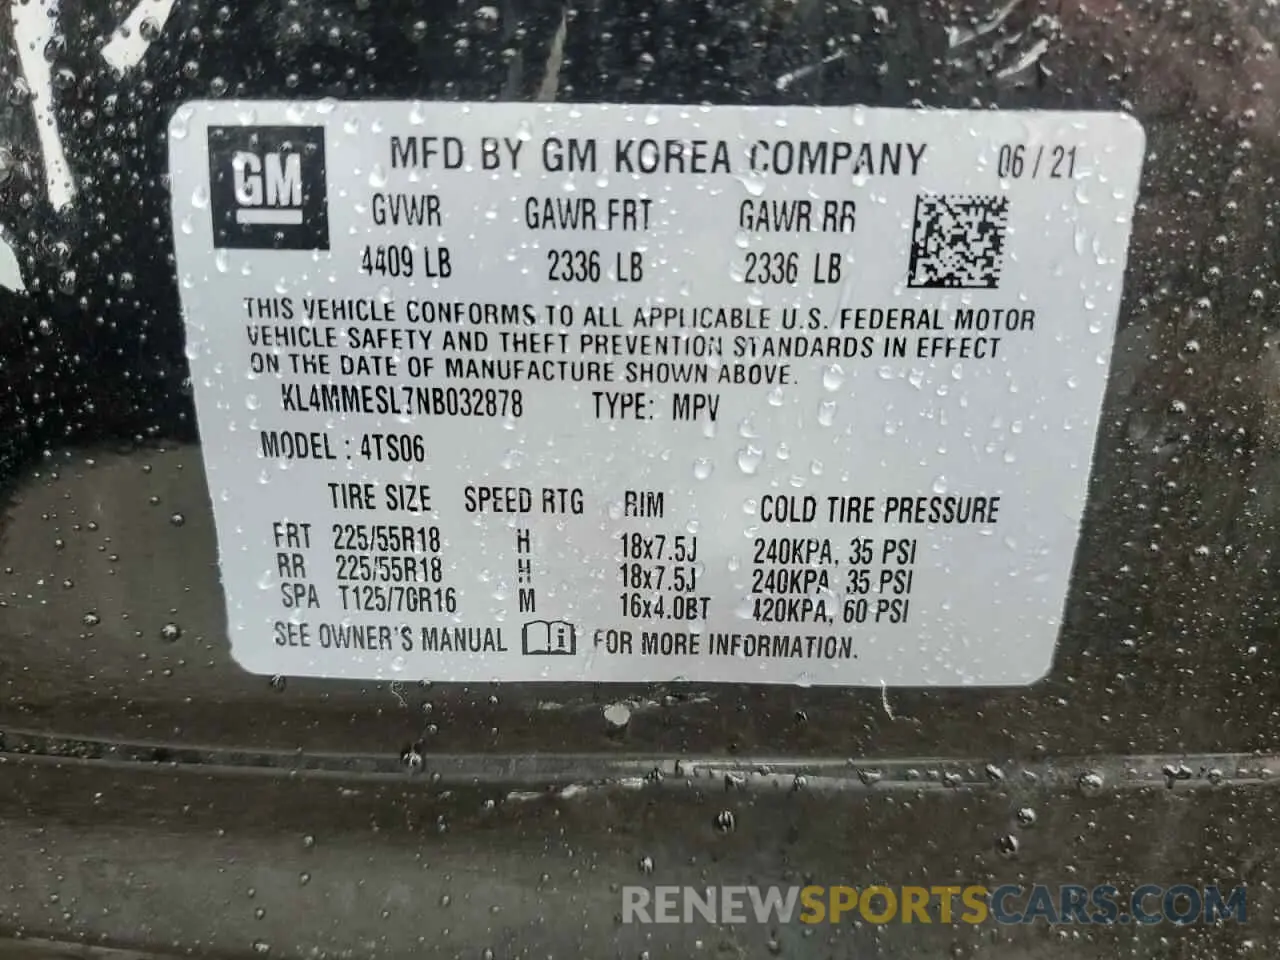 GM
MFD BY GM KOREA COMPANY 06/21
GVWR GAWR FRT GAWR RR
4409 LB 2336 LB 2336 LB
THIS VEHICLE CONFORMS TO ALL APPLICABLE U.S. FEDERAL MOTOR
VEHICLE SAFETY AND THEFT PREVENTION STANDARDS IN EFFECT
ON THE DATE OF MANUFACTURE SHOWN ABOVE.
KL4MMESL7NB032878 TYPE: MPV
MODEL: 4TS06
TIRE SIZE SPEED RTG RIM COLD TIRE PRESSURE
FRT 225/55R18 H 18x7.5J 240KPA, 35 PSI
RR 225/55R18 H 18x7.5J 240KPA, 35 PSI
SPA T125/70R16 M 16x4.0BT 420KPA, 60 PSI
SEE OWNER'S MANUAL i FOR MORE INFORMATION.
RENEWSPORTSCARS.COM